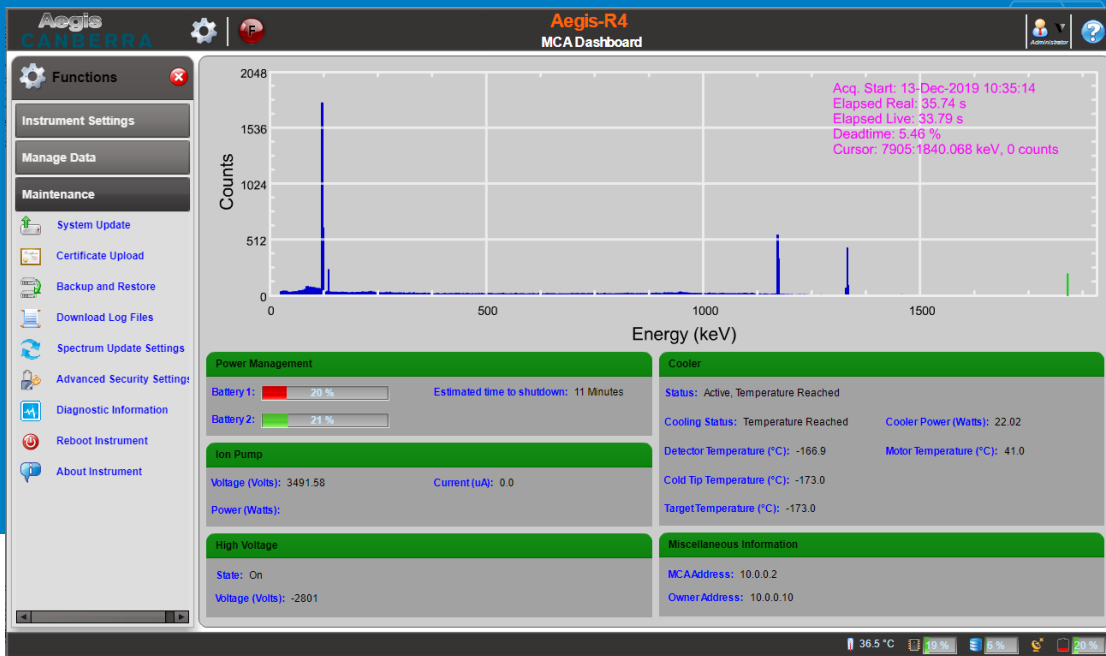 Aegis
CANBERRA
F
Aegis-R4
MCA Dashboard
Administrator
?
Functions
Instrument Settings
Manage Data
Maintenance
System Update
Certificate Upload
Backup and Restore
Download Log Files
Spectrum Update Settings
Advanced Security Settings
Diagnostic Information
Reboot Instrument
About Instrument
2048
1536
1024
512
0
Counts
Acq. Start: 13-Dec-2019 10:35:14
Elapsed Real: 35.74 s
Elapsed Live: 33.79 s
Deadtime: 5.46 %
Cursor: 7905:1840.068 keV, 0 counts
0 500 1000 1500
Energy (keV)
Power Management
Battery 1: 20 % Estimated time to shutdown: 11 Minutes
Battery 2: 21 %
Ion Pump
Voltage (Volts): 3491.58 Current (uA): 0.0
Power (Watts):
High Voltage
State: On
Voltage (Volts): -2801
Cooler
Status: Active, Temperature Reached
Cooling Status: Temperature Reached Cooler Power (Watts): 22.02
Detector Temperature (°C): -166.9 Motor Temperature (°C): 41.0
Cold Tip Temperature (°C): -173.0
Target Temperature (°C): -173.0
Miscellaneous Information
MCA Address: 10.0.0.2
Owner Address: 10.0.0.10
36.5 °C 19 % 6 % 20 %